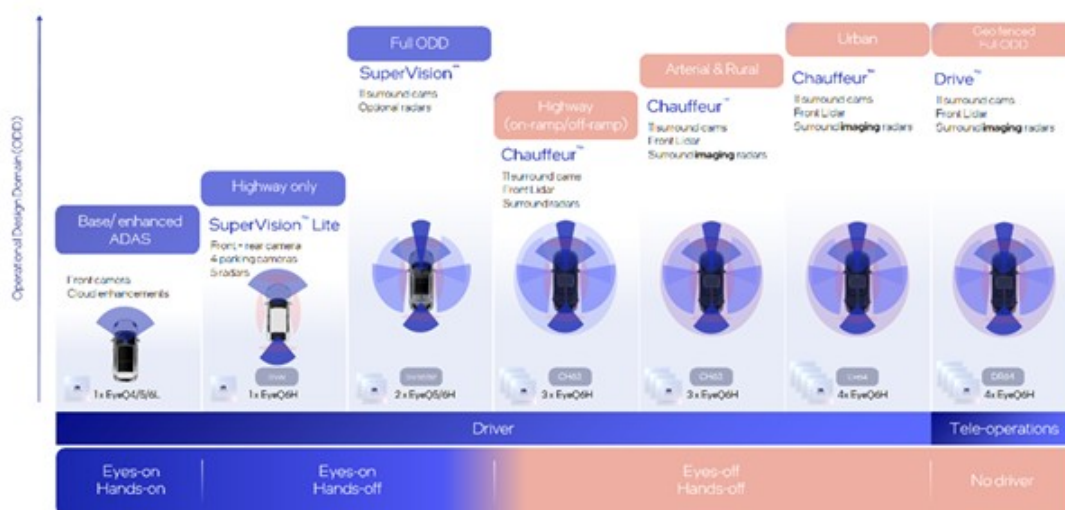 Operational Design Domain (ODD)
Base/ enhanced
ADAS
Front camera
Cloud enhancements
1x EyeQ4/5/6L
Highway only
SuperVision™ Lite
Front + rear camera
4 parking cameras
5 radars
1x EyeQ6H
Full ODD
SuperVision™
11 surround cams
Optional radars
2x EyeQ5/6H
Highway
(on-ramp/off-ramp)
Chauffeur™
11 surround cams
Front Lidar
Surround radars
CH63
3x EyeQ6H
Arterial & Rural
Chauffeur™
11 surround cams
Front Lidar
Surround imaging radars
CH63
3x EyeQ6H
Urban
Chauffeur™
11 surround cams
Front Lidar
Surround imaging radars
CH64
4x EyeQ6H
Geo fenced
Full ODD
Drive™
11 surround cams
Front Lidar
Surround imaging radars
DR64
4x EyeQ6H
Driver
Tele-operations
Eyes-on
Hands-on
Eyes-on
Hands-off
Eyes-off
Hands-off
No driver